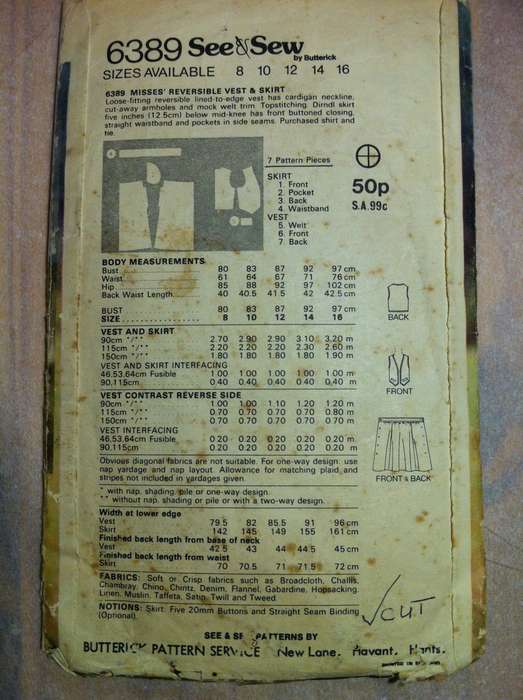 6389 See & Sew
by Butterick
SIZES AVAILABLE 8 10 12 14 16
6389 MISSES' REVERSIBLE VEST & SKIRT
Loose-fitting reversible lined-to-edge vest has cardigan neckline,
cut-away armholes and mock welt trim. Topstitching. Dirndl skirt
five inches (12.5cm) below mid-knee has front buttoned closing,
straight waistband and pockets in side seams. Purchased shirt and
tie.
7 Pattern Pieces
SKIRT
1. Front
2. Pocket
3. Back
4. Waistband
VEST
5. Welt
6. Front
7. Back
50p
S.A. 99c
BODY MEASUREMENTS
Bust 80 83 87 92 97 cm
Waist 61 64 67 71 76 cm
Hip 85 88 92 97 102 cm
Back Waist Length 40 40.5 41.5 42 42.5 cm
BUST 80 83 87 92 97 cm
SIZE 8 10 12 14 16
VEST AND SKIRT
90cm */** 2.70 2.90 2.90 3.10 3.20 m
115cm */** 2.20 2.20 2.20 2.30 2.60 m
150cm */** 1.80 1.80 1.80 1.80 1.90 m
VEST AND SKIRT INTERFACING
46,53,64cm Fusible 1.00 1.00 1.00 1.00 1.00 m
90,115cm 0.40 0.40 0.40 0.40 0.40 m
VEST CONTRAST REVERSE SIDE
90cm */** 1.00 1.00 1.10 1.20 1.20 m
115cm */** 0.70 0.70 0.70 0.70 0.80 m
150cm */** 0.70 0.70 0.70 0.70 0.70 m
VEST INTERFACING
46,53,64cm Fusible 0.20 0.20 0.20 0.20 0.20 m
90,115cm 0.20 0.20 0.20 0.20 0.20 m
BACK
FRONT
FRONT & BACK
Obvious diagonal fabrics are not suitable. For one-way design: use
nap yardage and nap layout. Allowance for matching plaid and
stripes not included in yardages given.
* with nap, shading, pile or one-way design.
** without nap, shading or pile or with a two-way design.
Width at lower edge
Vest 79.5 82 85.5 91 96 cm
Skirt 142 145 149 155 161 cm
Finished back length from base of neck
Vest 42.5 43 44 44.5 45 cm
Finished back length from waist
Skirt 70 70.5 71 71.5 72 cm
FABRICS: Soft or Crisp fabrics such as Broadcloth, Challis,
Chambray, Chino, Chintz, Denim, Flannel, Gabardine, Hopsacking,
Linen, Muslin, Taffeta, Satin, Twill and Tweed.
NOTIONS: Skirt: Five 20mm Buttons and Straight Seam Binding
(Optional).
CUT
SEE & SEW PATTERNS BY
BUTTERICK PATTERN SERVICE New Lane, Havant, Hants.
PRINTED IN ENGLAND